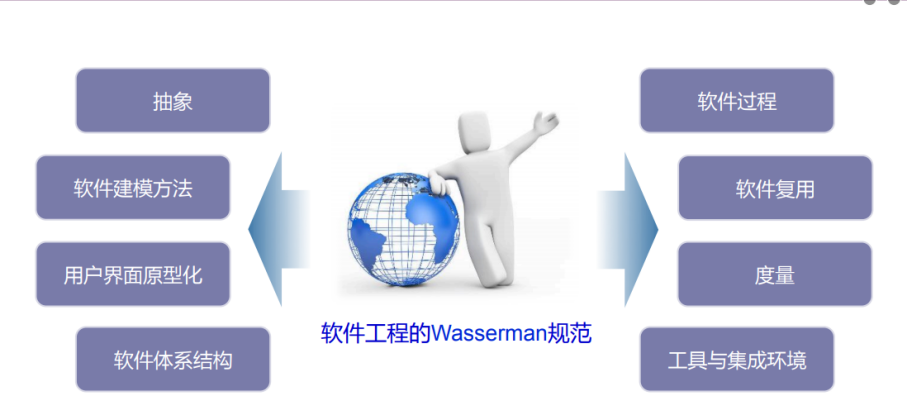 抽象
软件建模方法
用户界面原型化
软件体系结构
软件工程的Wasserman规范
软件过程
软件复用
度量
工具与集成环境